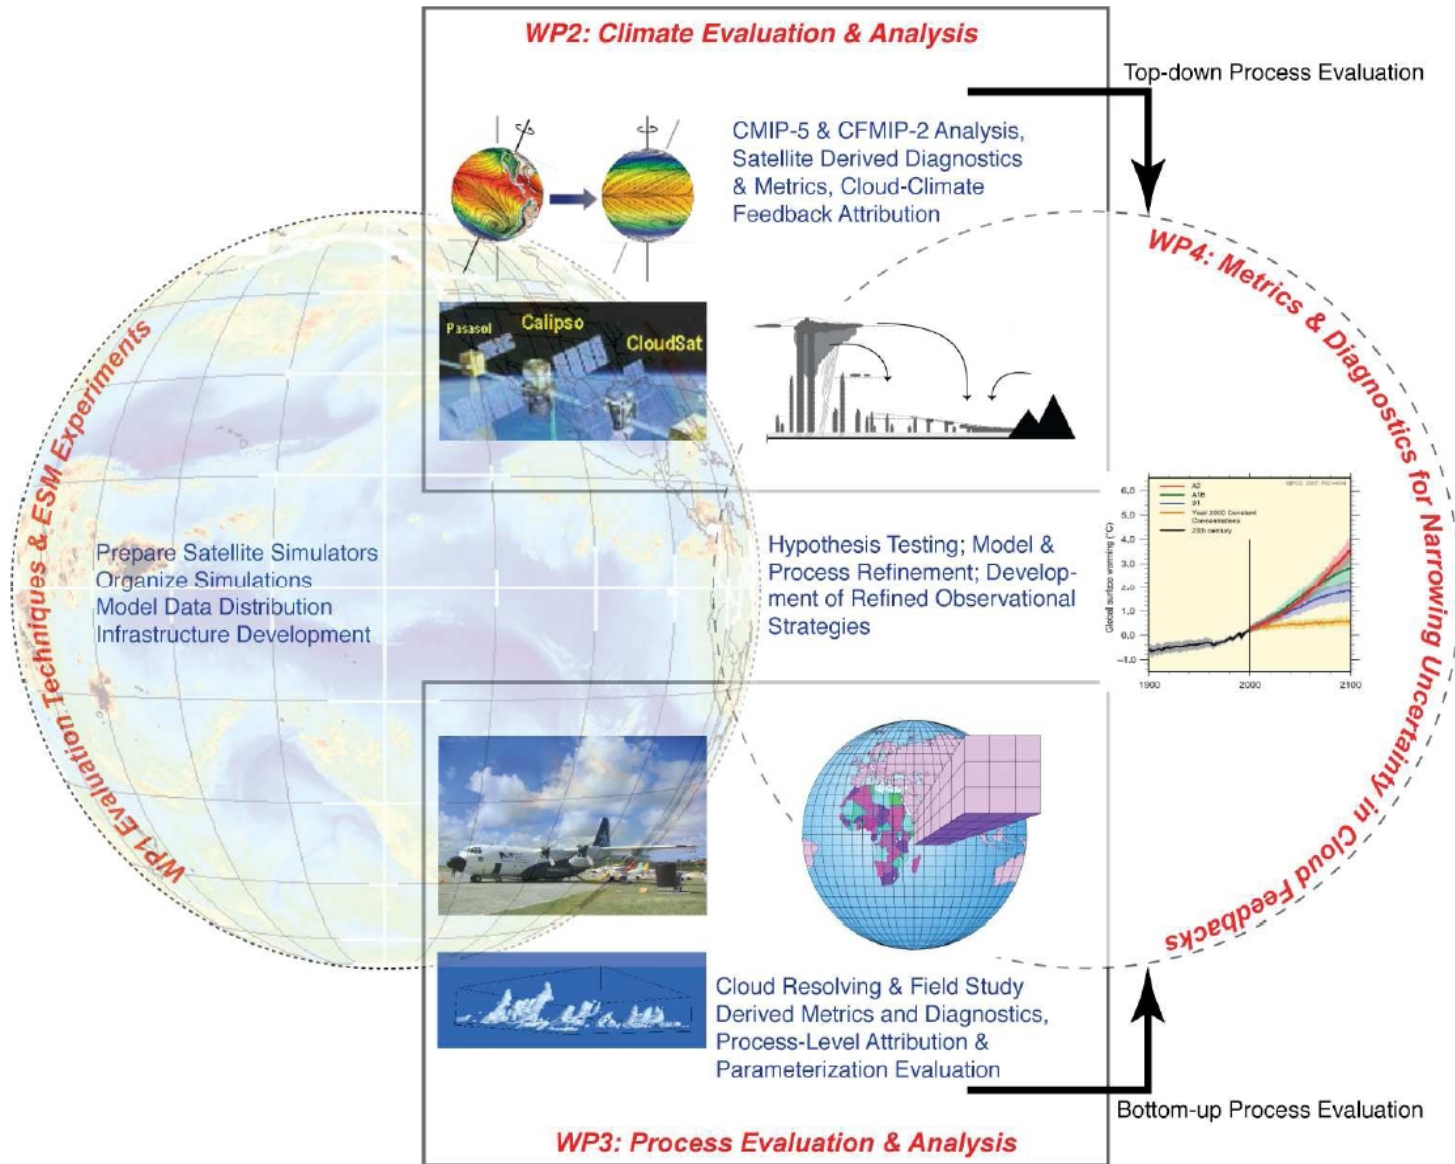 WP2: Climate Evaluation & Analysis
Top-down Process Evaluation
CMIP-5 & CFMIP-2 Analysis,
Satellite Derived Diagnostics
& Metrics, Cloud-Climate
Feedback Attribution
Parasol
Calipso
CloudSat
WP1 Evaluation Techniques & ESM Experiments
Prepare Satellite Simulators
Organize Simulations
Model Data Distribution
Infrastructure Development
Hypothesis Testing; Model &
Process Refinement; Develop-
ment of Refined Observational
Strategies
WP4: Metrics & Diagnostics for Narrowing Uncertainty in Cloud Feedbacks
A2
A1B
B1
Year 2000 Constant
Concentrations
20th century
Global surface warming (°C)
6.0
5.0
4.0
3.0
2.0
1.0
0.0
–1.0
1900
2000
2100
Cloud Resolving & Field Study
Derived Metrics and Diagnostics,
Process-Level Attribution &
Parameterization Evaluation
Bottom-up Process Evaluation
WP3: Process Evaluation & Analysis